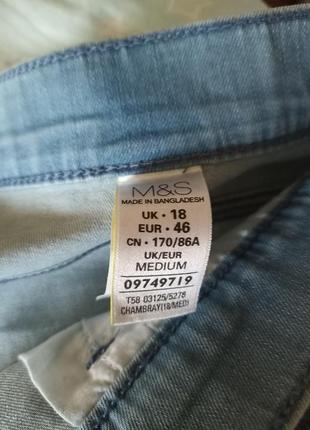 M&S
MADE IN BANGLADESH
UK · 18
EUR · 46
CN · 170/86A
UK/EUR
MEDIUM
09749719
T58 03125/5278
CHAMBRAY(18/MED)